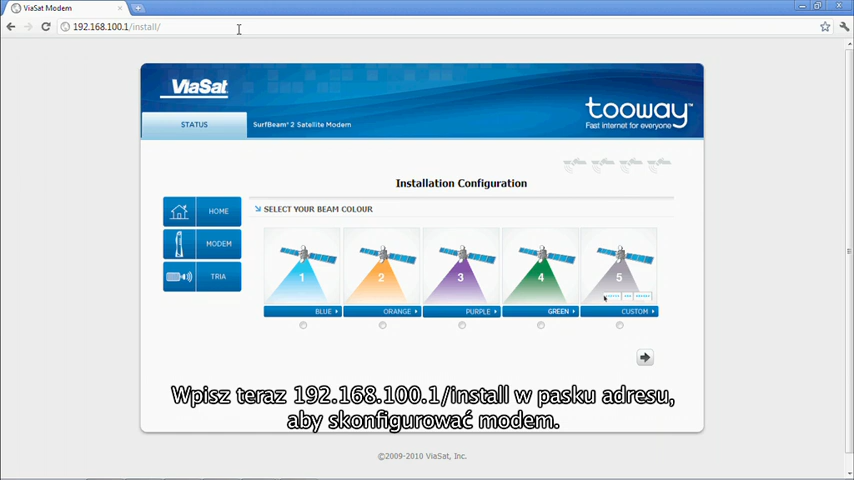 ViaSat Modem
192.168.100.1/install/
ViaSat
tooway™
Fast internet for everyone
STATUS
SurfBeam® 2 Satellite Modem
Installation Configuration
HOME
SELECT YOUR BEAM COLOUR
MODEM
TRIA
1
2
3
4
5
BLUE
ORANGE
PURPLE
GREEN
CUSTOM
Wpisz teraz 192.168.100.1/install w pasku adresu,
aby skonfigurować modem.
©2009-2010 ViaSat, Inc.